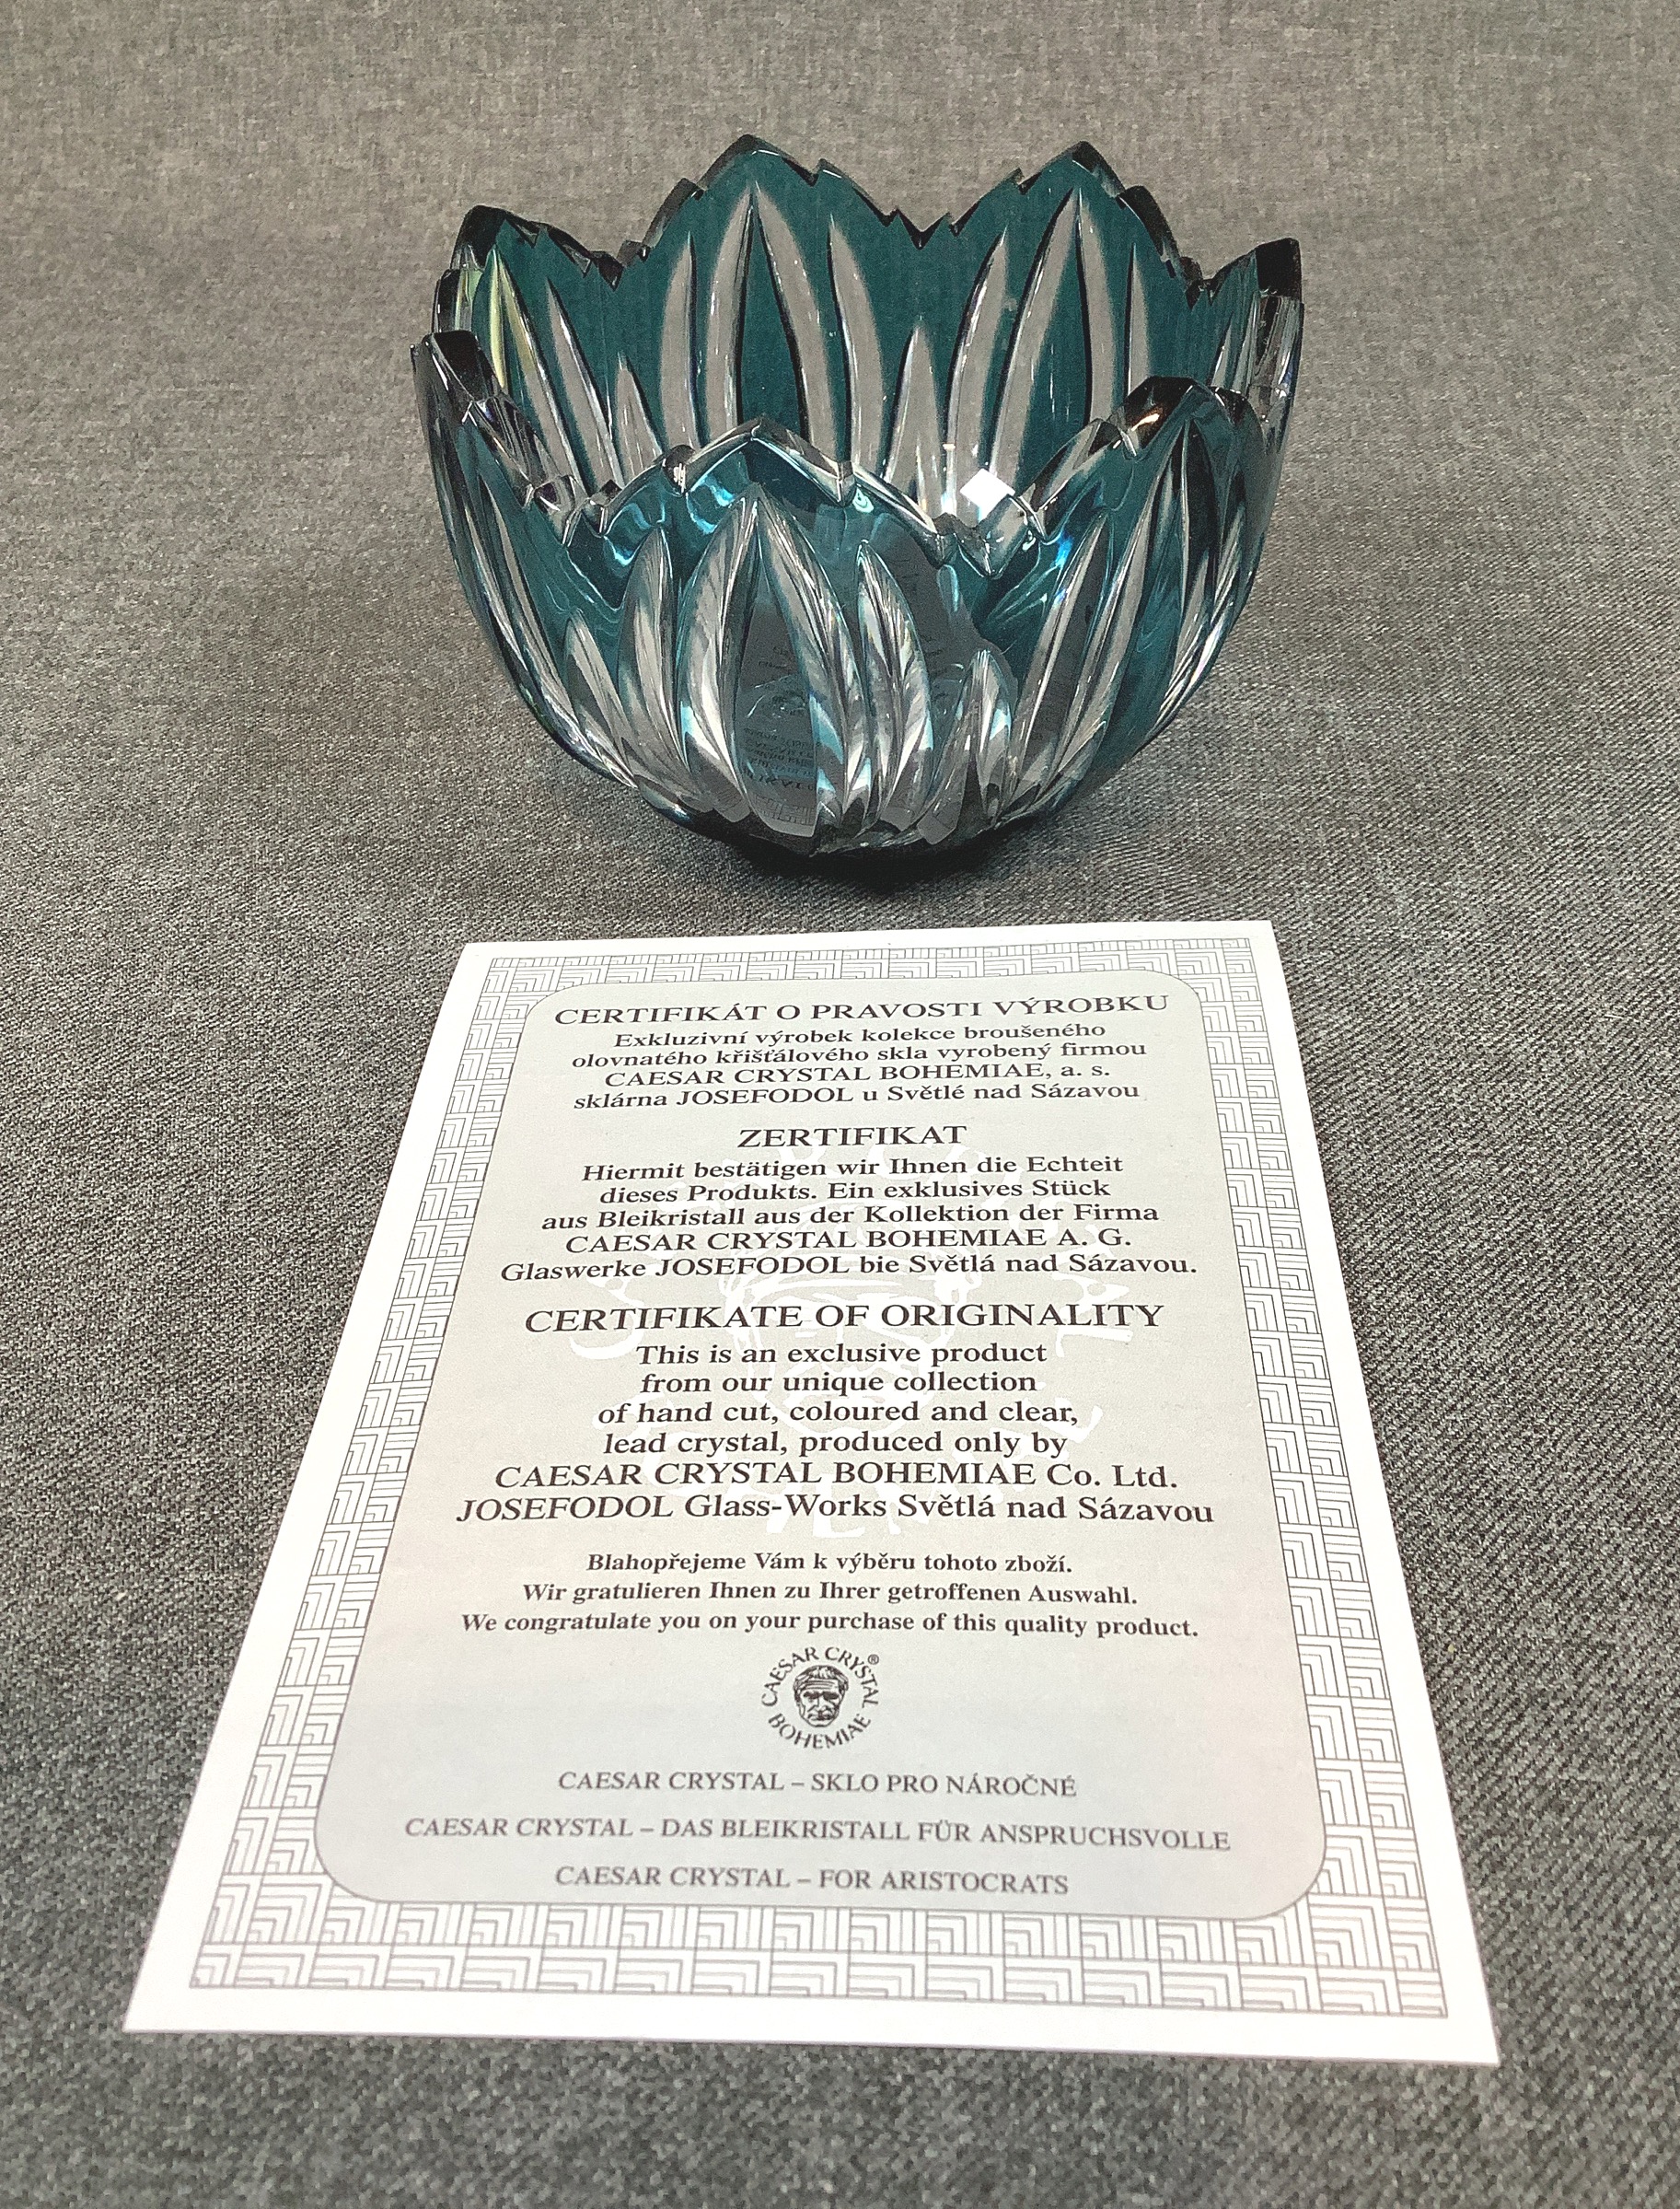 CERTIFIKÁT O PRAVOSTI VÝROBKU
Exkluzivní výrobek kolekce broušeného
olovnatého křišťálového skla vyrobený firmou
CAESAR CRYSTAL BOHEMIAE, a. s.
sklárna JOSEFODOL u Světlé nad Sázavou
ZERTIFIKAT
Hiermit bestätigen wir Ihnen die Echteit
dieses Produkts. Ein exklusives Stück
aus Bleikristall aus der Kollektion der Firma
CAESAR CRYSTAL BOHEMIAE A. G.
Glaswerke JOSEFODOL bie Světlá nad Sázavou.
CERTIFIKATE OF ORIGINALITY
This is an exclusive product
from our unique collection
of hand cut, coloured and clear,
lead crystal, produced only by
CAESAR CRYSTAL BOHEMIAE Co. Ltd.
JOSEFODOL Glass-Works Světlá nad Sázavou
Blahopřejeme Vám k výběru tohoto zboží.
Wir gratulieren Ihnen zu Ihrer getroffenen Auswahl.
We congratulate you on your purchase of this quality product.
CAESAR CRYSTAL®
BOHEMIAE
CAESAR CRYSTAL – SKLO PRO NÁROČNÉ
CAESAR CRYSTAL – DAS BLEIKRISTALL FÜR ANSPRUCHSVOLLE
CAESAR CRYSTAL – FOR ARISTOCRATS